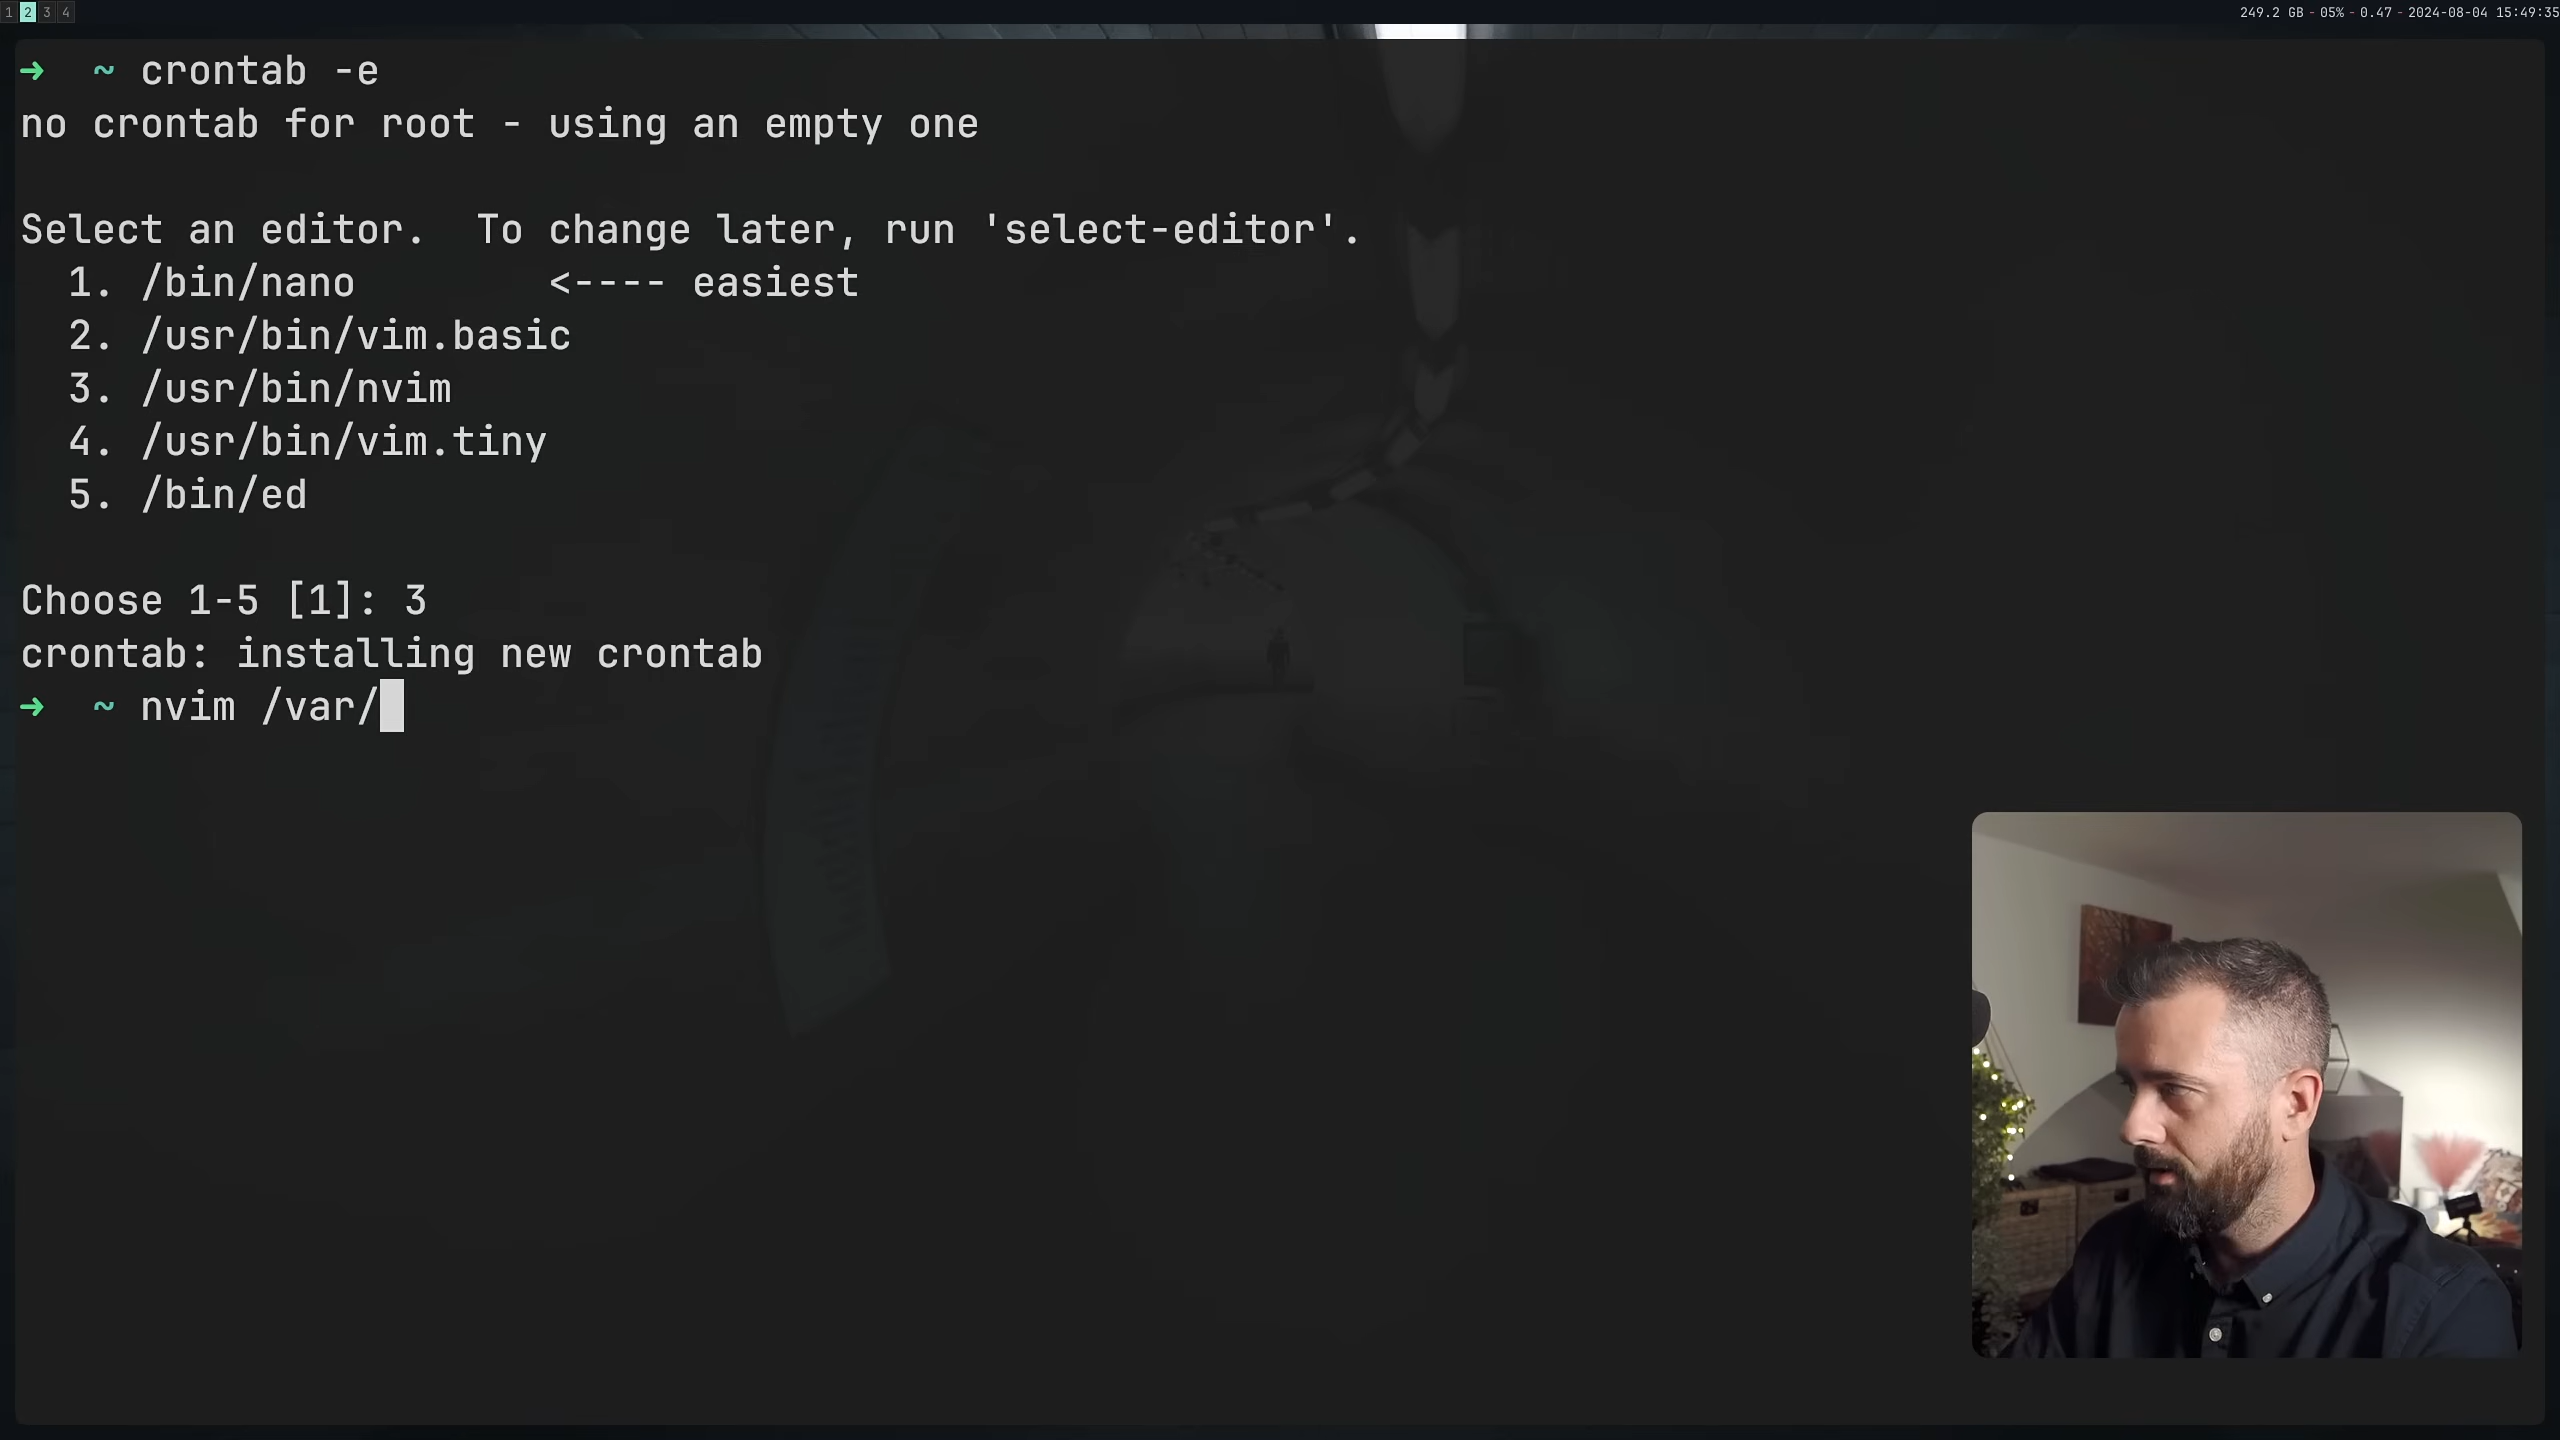 1 2 3 4
249.2 GB - 05% - 0.47 - 2024-08-04 15:49:35
➜  ~ crontab -e
no crontab for root - using an empty one
Select an editor.  To change later, run 'select-editor'.
  1. /bin/nano        <---- easiest
  2. /usr/bin/vim.basic
  3. /usr/bin/nvim
  4. /usr/bin/vim.tiny
  5. /bin/ed
Choose 1-5 [1]: 3
crontab: installing new crontab
➜  ~ nvim /var/